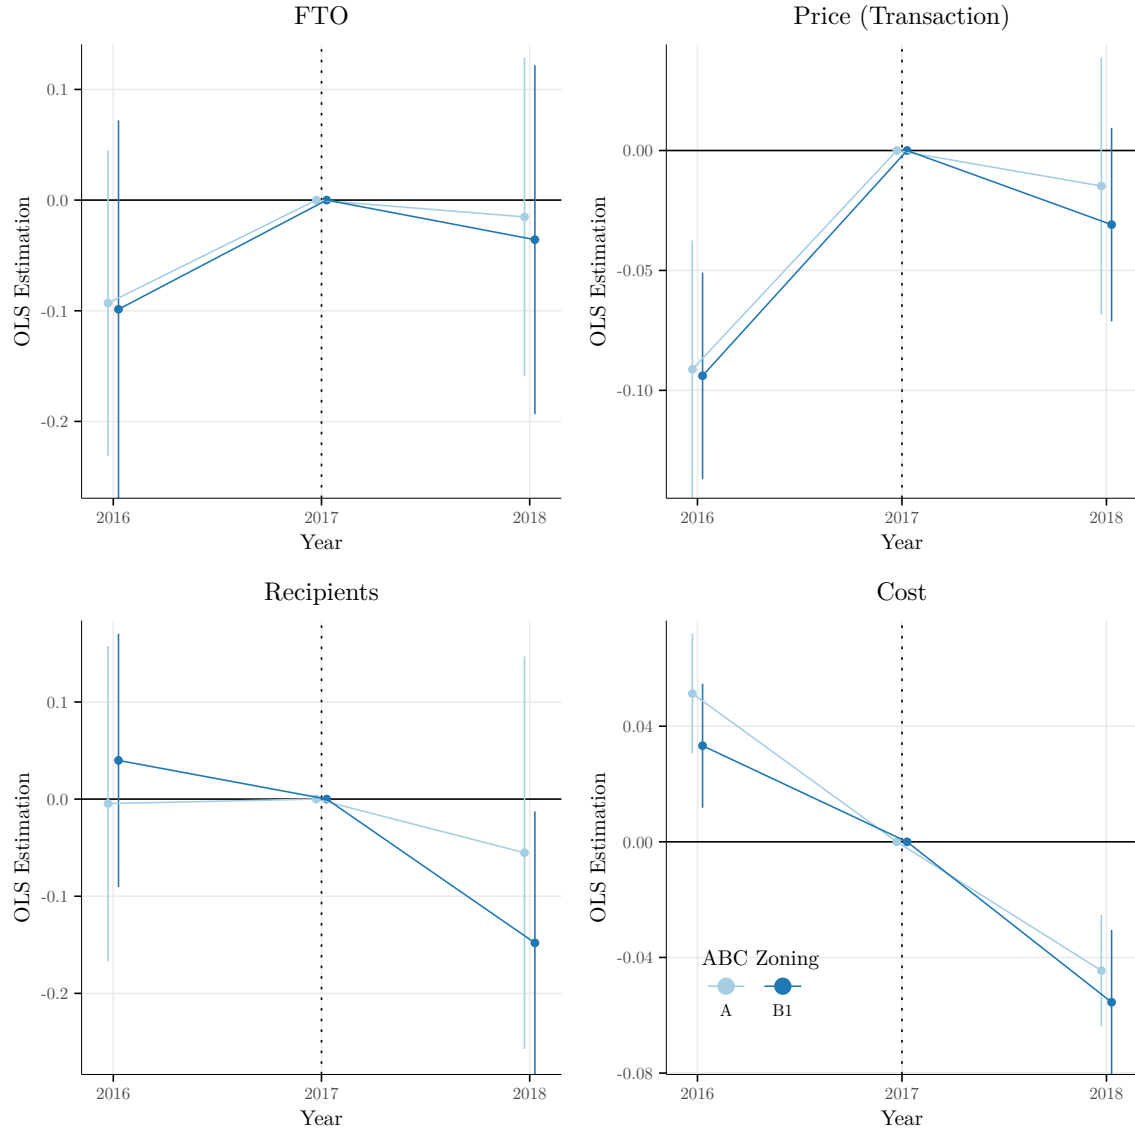 FTO
OLS Estimation
0.1
0.0
-0.1
-0.2
2016 2017 2018
Year
Price (Transaction)
OLS Estimation
0.00
-0.05
-0.10
2016 2017 2018
Year
Recipients
OLS Estimation
0.1
0.0
-0.1
-0.2
2016 2017 2018
Year
Cost
OLS Estimation
0.04
0.00
-0.04
-0.08
ABC Zoning
A B1
2016 2017 2018
Year